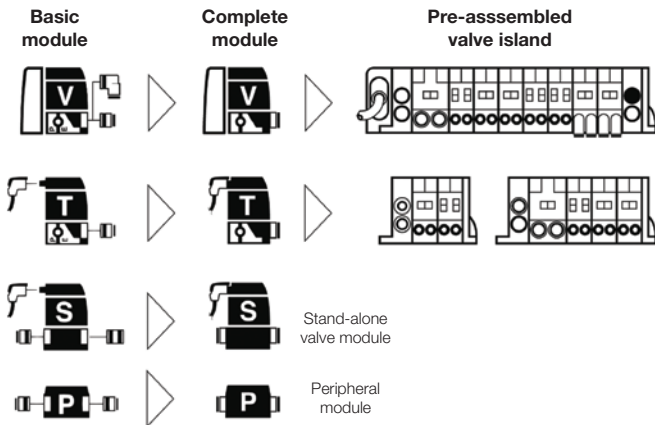 Basic
module
Complete
module
Pre-asssembled
valve island
V
V
T
T
S
S
Stand-alone
valve module
P
P
Peripheral
module